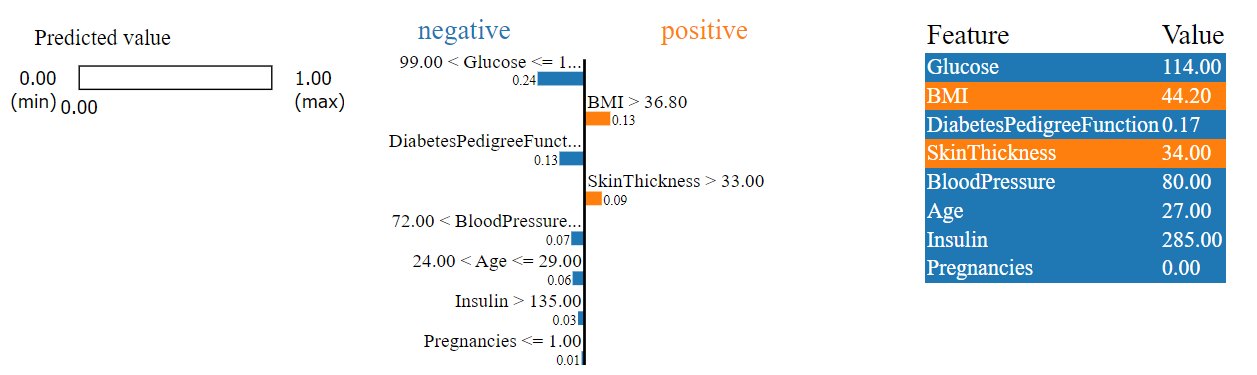 Predicted value
0.00
(min)
0.00
1.00
(max)
negative
positive
99.00 < Glucose <= 1...
0.24
BMI > 36.80
0.13
DiabetesPedigreeFunct...
0.13
SkinThickness > 33.00
0.09
72.00 < BloodPressure...
0.07
24.00 < Age <= 29.00
0.06
Insulin > 135.00
0.03
Pregnancies <= 1.00
0.01
Feature Value
Glucose 114.00
BMI 44.20
DiabetesPedigreeFunction 0.17
SkinThickness 34.00
BloodPressure 80.00
Age 27.00
Insulin 285.00
Pregnancies 0.00